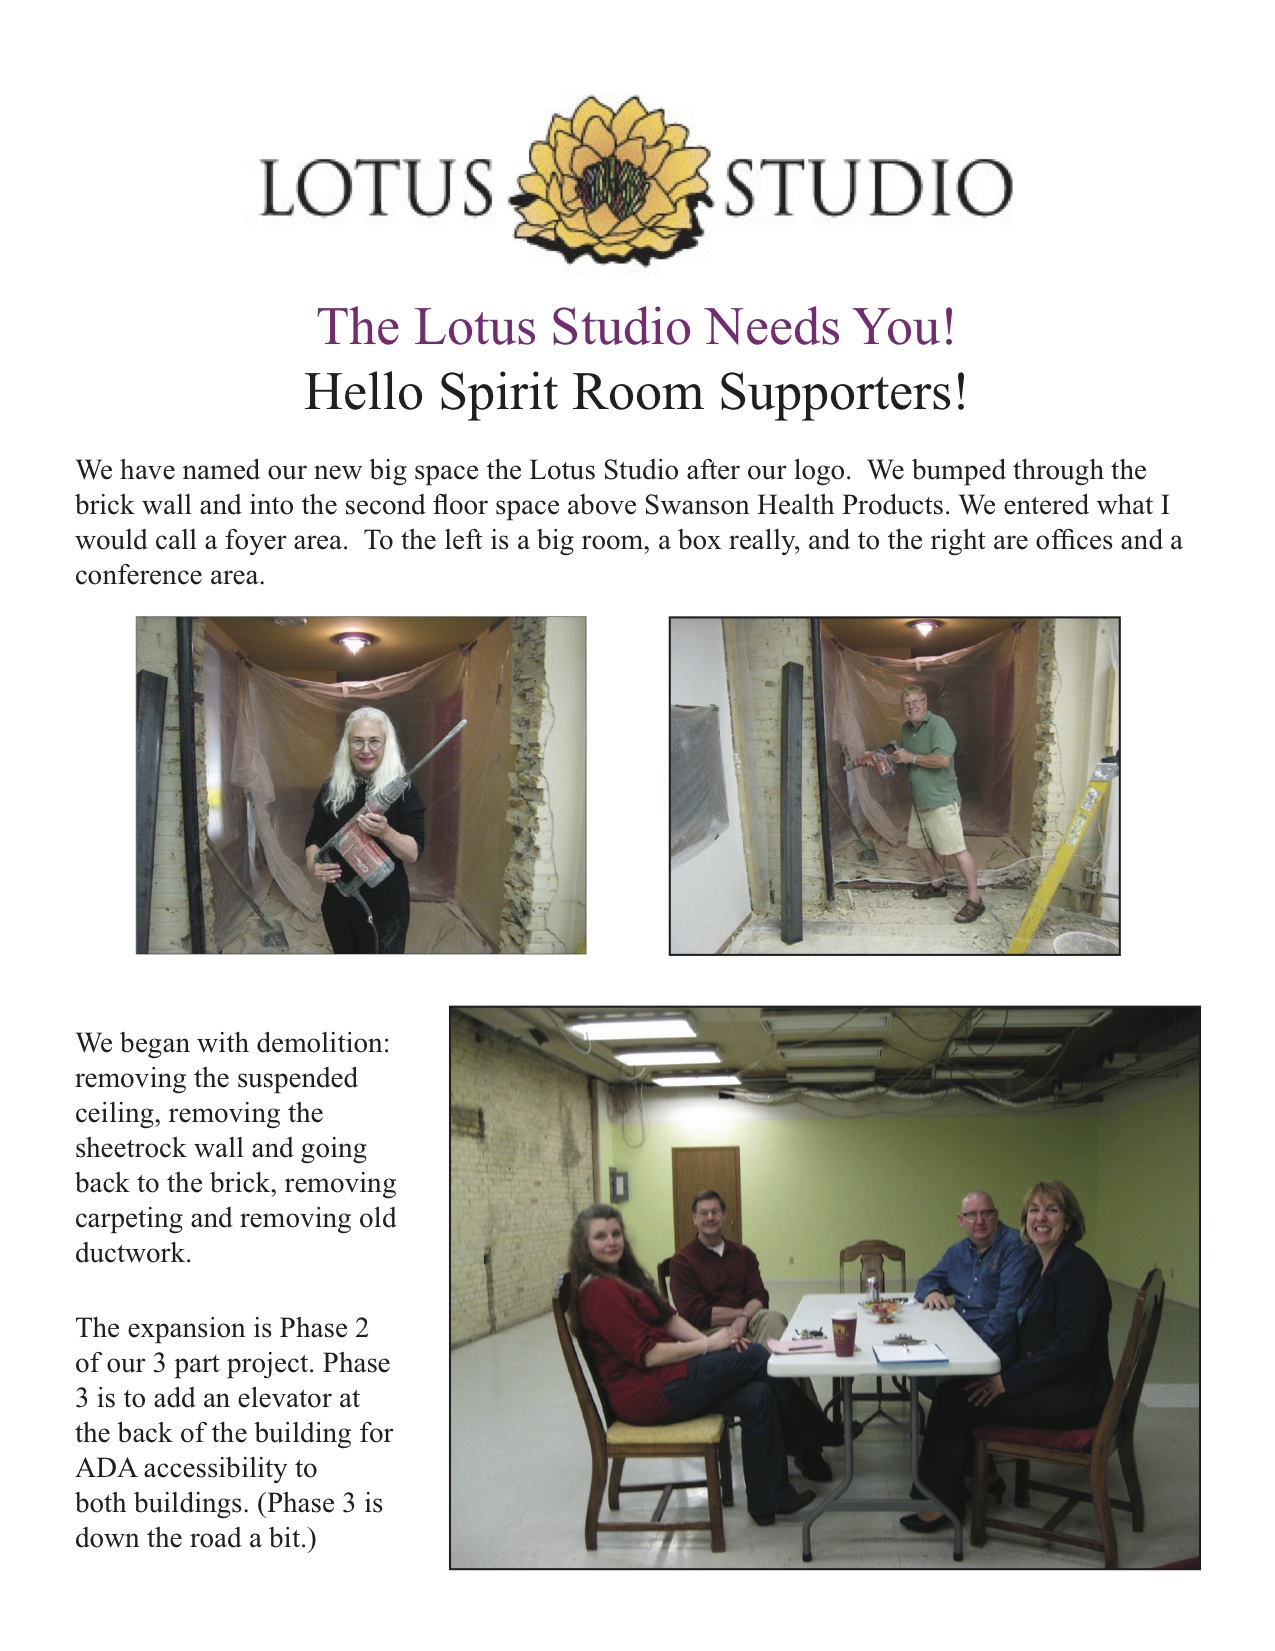 LOTUS STUDIO
The Lotus Studio Needs You!
Hello Spirit Room Supporters!
We have named our new big space the Lotus Studio after our logo.  We bumped through the
brick wall and into the second floor space above Swanson Health Products. We entered what I
would call a foyer area.  To the left is a big room, a box really, and to the right are offices and a
conference area.
We began with demolition:
removing the suspended
ceiling, removing the
sheetrock wall and going
back to the brick, removing
carpeting and removing old
ductwork.
The expansion is Phase 2
of our 3 part project. Phase
3 is to add an elevator at
the back of the building for
ADA accessibility to
both buildings. (Phase 3 is
down the road a bit.)